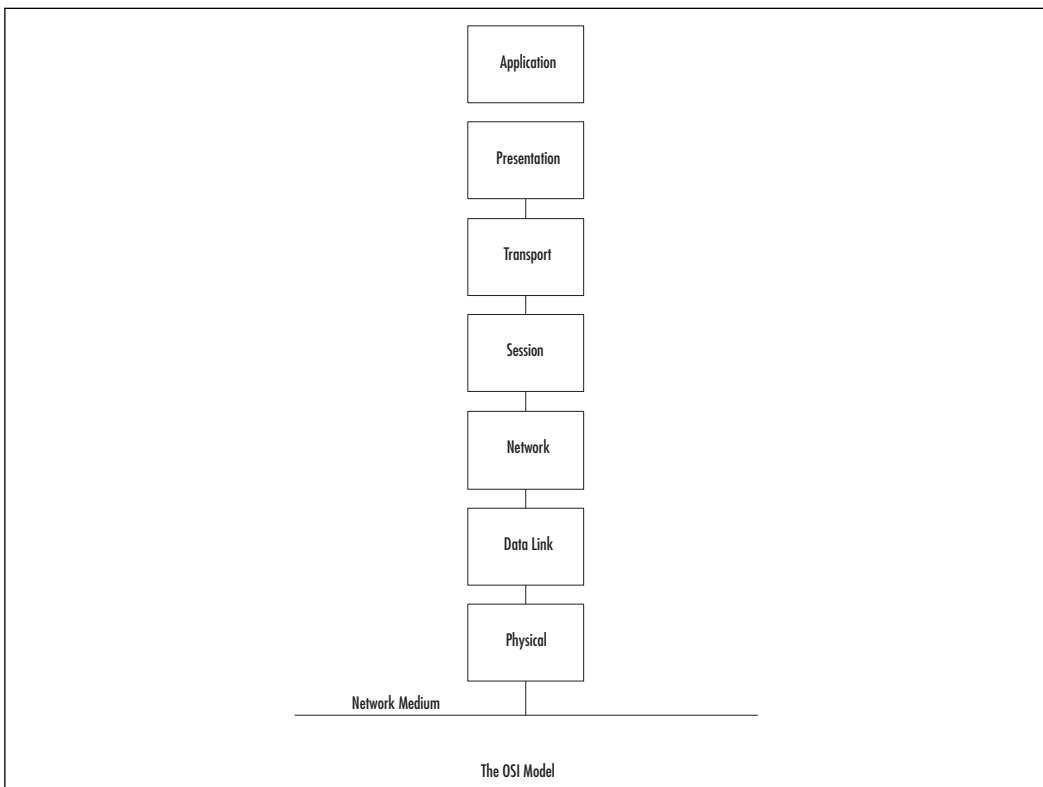 Application
Presentation
Transport
Session
Network
Data Link
Physical
Network Medium
The OSI Model